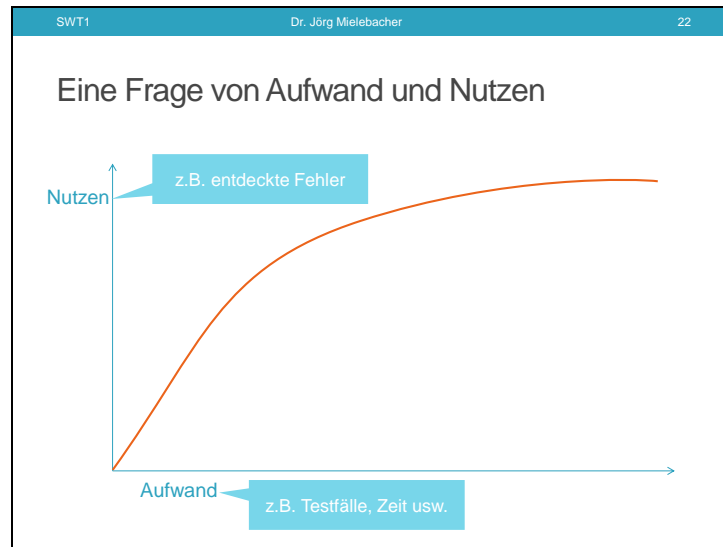 SWT1 Dr. Jörg Mielebacher 22
Eine Frage von Aufwand und Nutzen
z.B. entdeckte Fehler
Nutzen
Aufwand
z.B. Testfälle, Zeit usw.